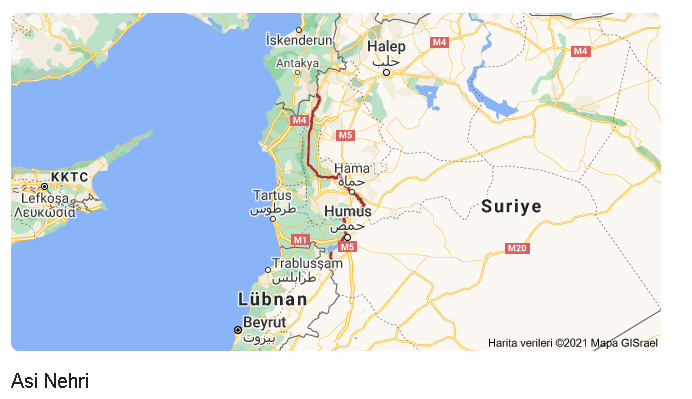 İskenderun
Halep
حلب
Antakya
M4
M4
M4
M5
Hama
حماة
KKTC
Lefkoşa
Λευκωσία
Tartus
طرطوس
Humus
حمص
Suriye
M1
M5
M20
Trablusşam
طرابلس
Lübnan
Beyrut
بيروت
Harita verileri ©2021 Mapa GISrael
Asi Nehri